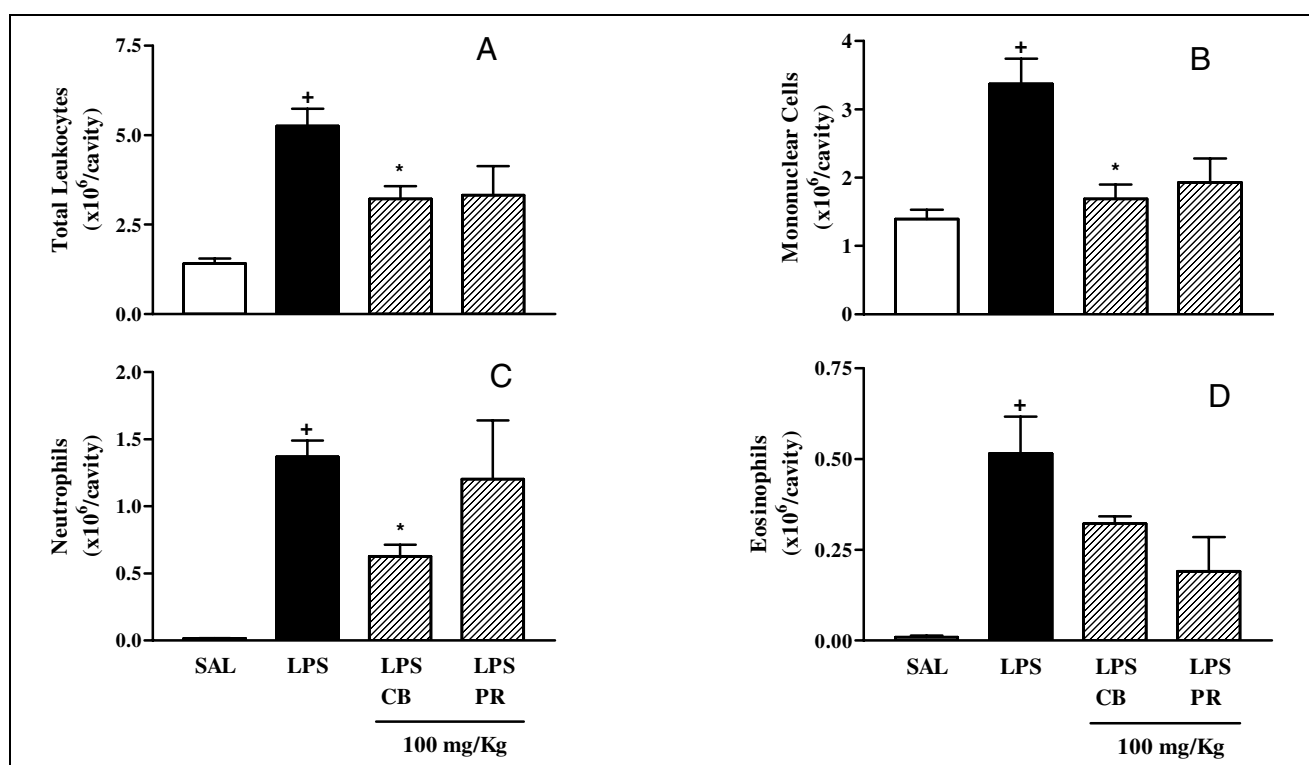 A
Total Leukocytes
(x10⁶/cavity)
7.5
5.0
2.5
0.0
+
*
B
Mononuclear Cells
(x10⁶/cavity)
4
3
2
1
0
+
*
C
Neutrophils
(x10⁶/cavity)
2.0
1.5
1.0
0.5
0.0
+
*
SAL LPS LPS LPS
CB PR
100 mg/Kg
D
Eosinophils
(x10⁶/cavity)
0.75
0.50
0.25
0.00
+
SAL LPS LPS LPS
CB PR
100 mg/Kg